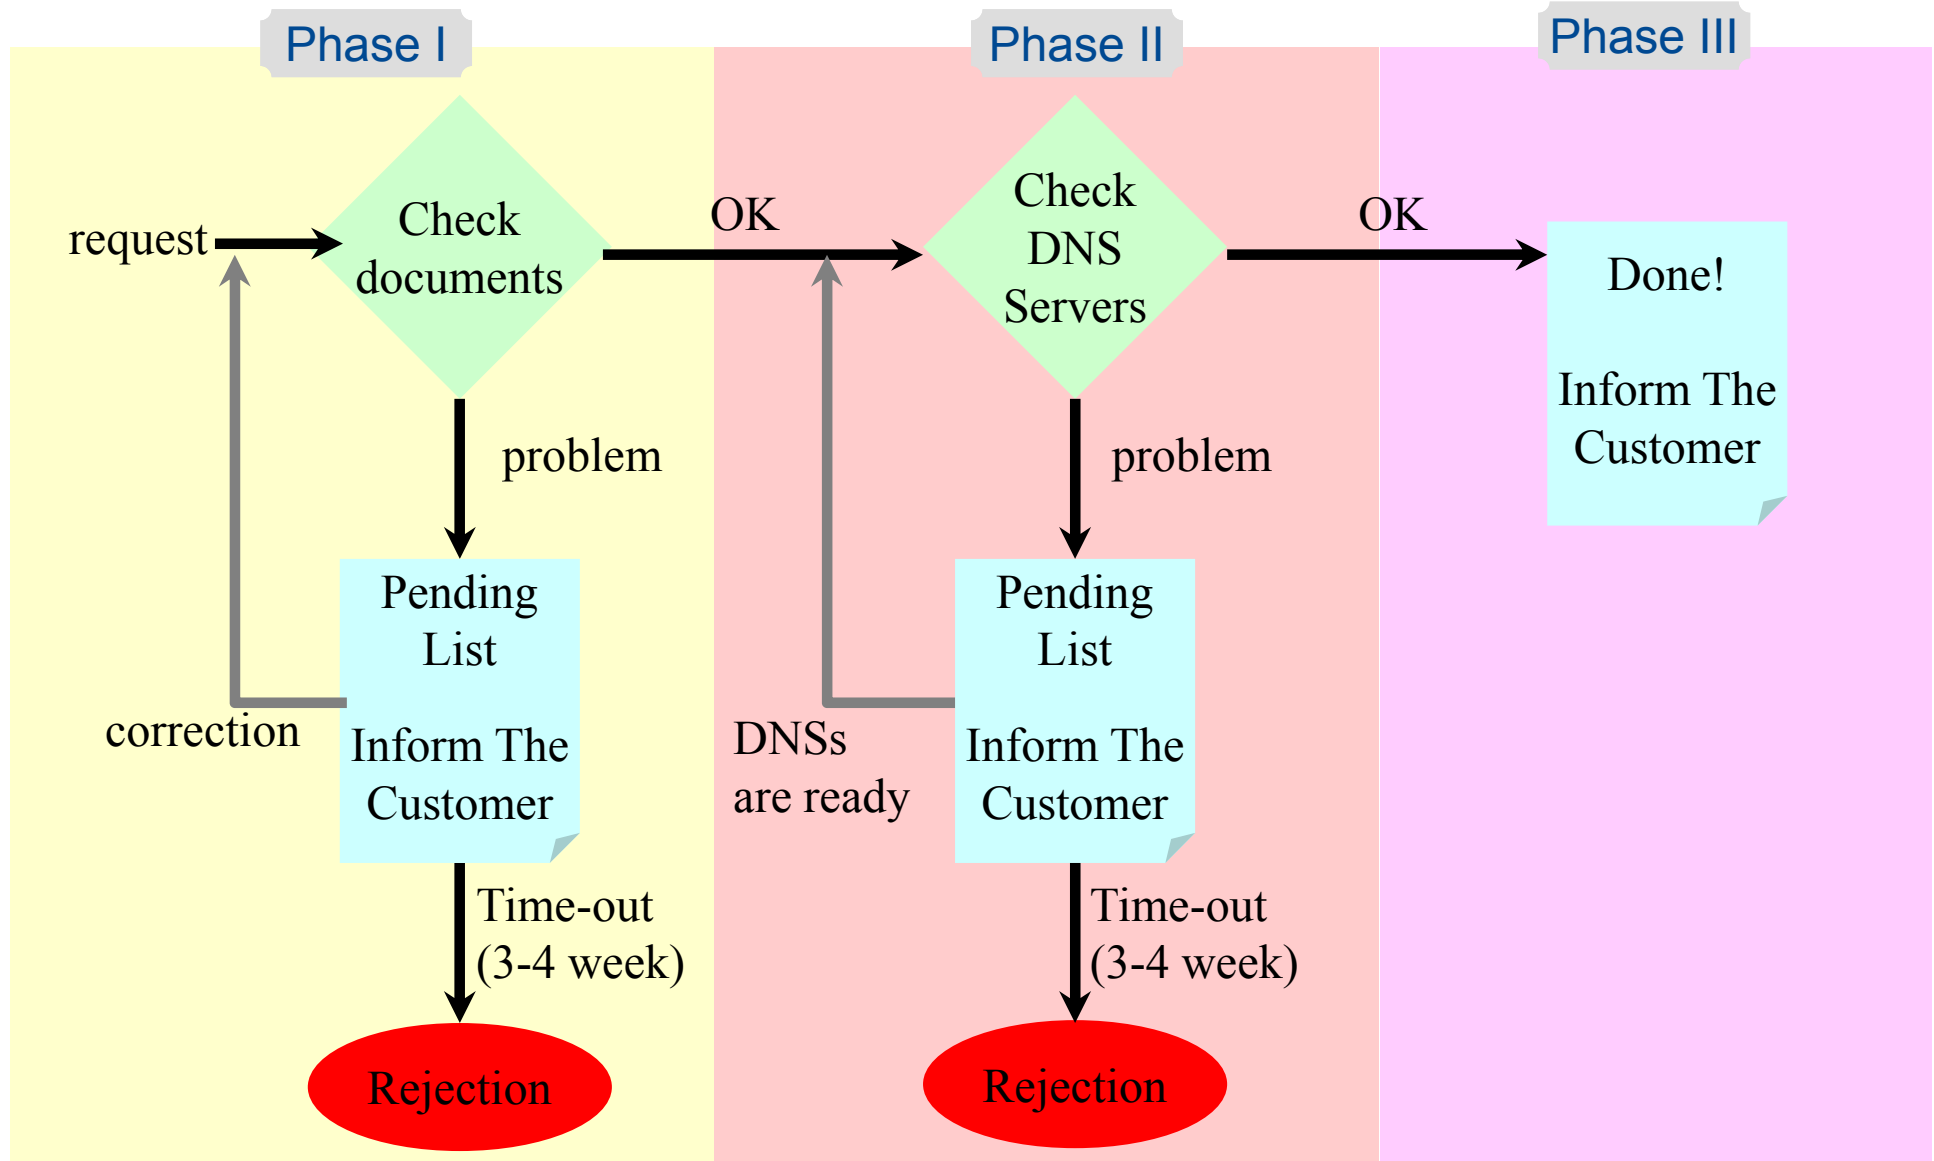 Phase I
Phase II
Phase III
request
Check
documents
OK
Check
DNS
Servers
OK
Done!
Inform The
Customer
problem
problem
Pending
List
Inform The
Customer
correction
Pending
List
Inform The
Customer
DNSs
are ready
Time-out
(3-4 week)
Time-out
(3-4 week)
Rejection
Rejection